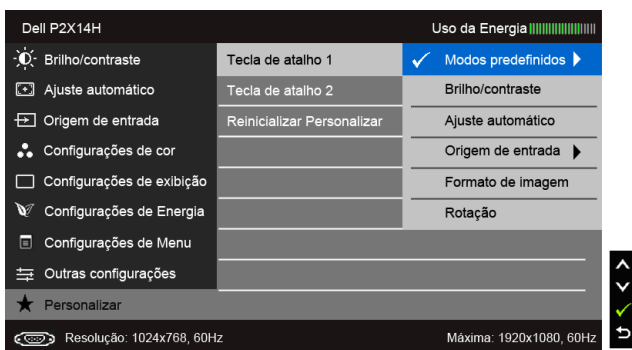 Dell P2X14H Uso da Energia
Brilho/contraste Tecla de atalho 1 Modos predefinidos
Ajuste automático Tecla de atalho 2 Brilho/contraste
Origem de entrada Reinicializar Personalizar Ajuste automático
Configurações de cor Origem de entrada
Configurações de exibição Formato de imagem
Configurações de Energia Rotação
Configurações de Menu
Outras configurações
Personalizar
Resolução: 1024x768, 60Hz Máxima: 1920x1080, 60Hz